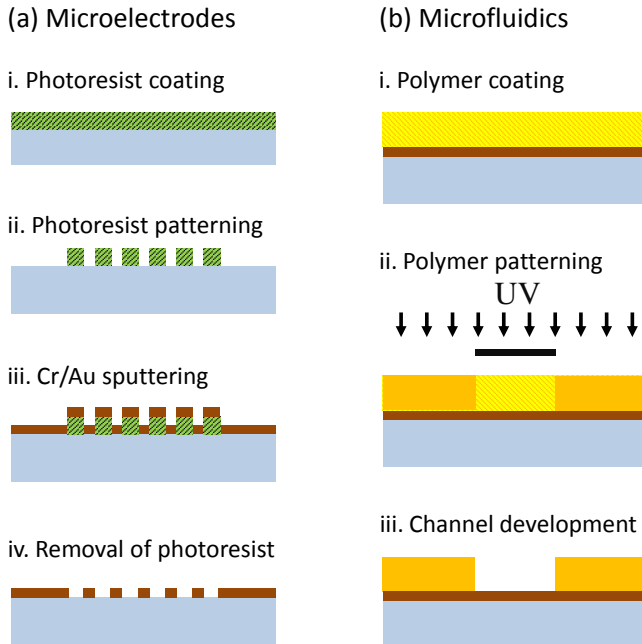 (a) Microelectrodes
i. Photoresist coating
ii. Photoresist patterning
iii. Cr/Au sputtering
iv. Removal of photoresist
(b) Microfluidics
i. Polymer coating
ii. Polymer patterning
UV
iii. Channel development